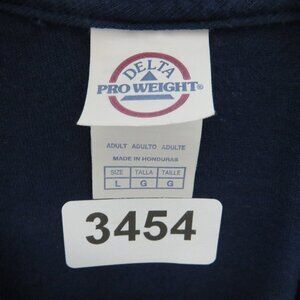 DELTA
PRO WEIGHT®
ADULT ADULTO ADULTE
MADE IN HONDURAS
SIZE TALLA TAILLE
L G G
3454